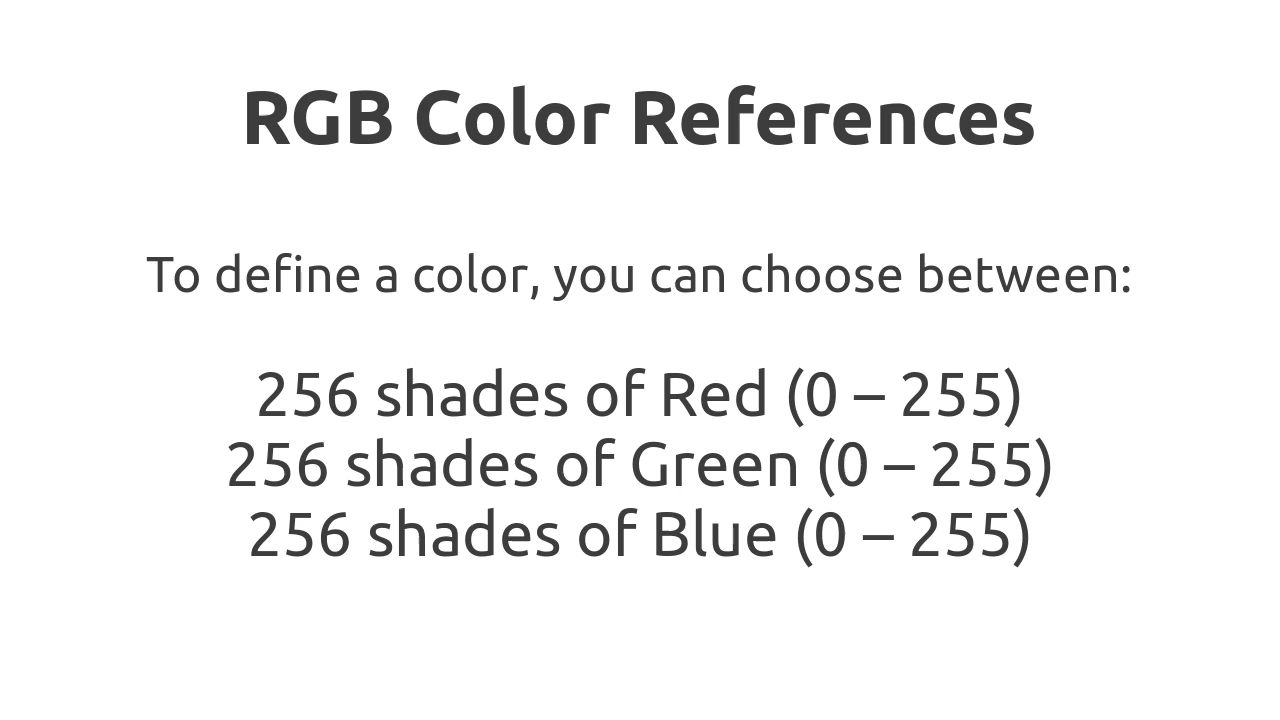 RGB Color References
To define a color, you can choose between:
256 shades of Red (0 – 255)
256 shades of Green (0 – 255)
256 shades of Blue (0 – 255)